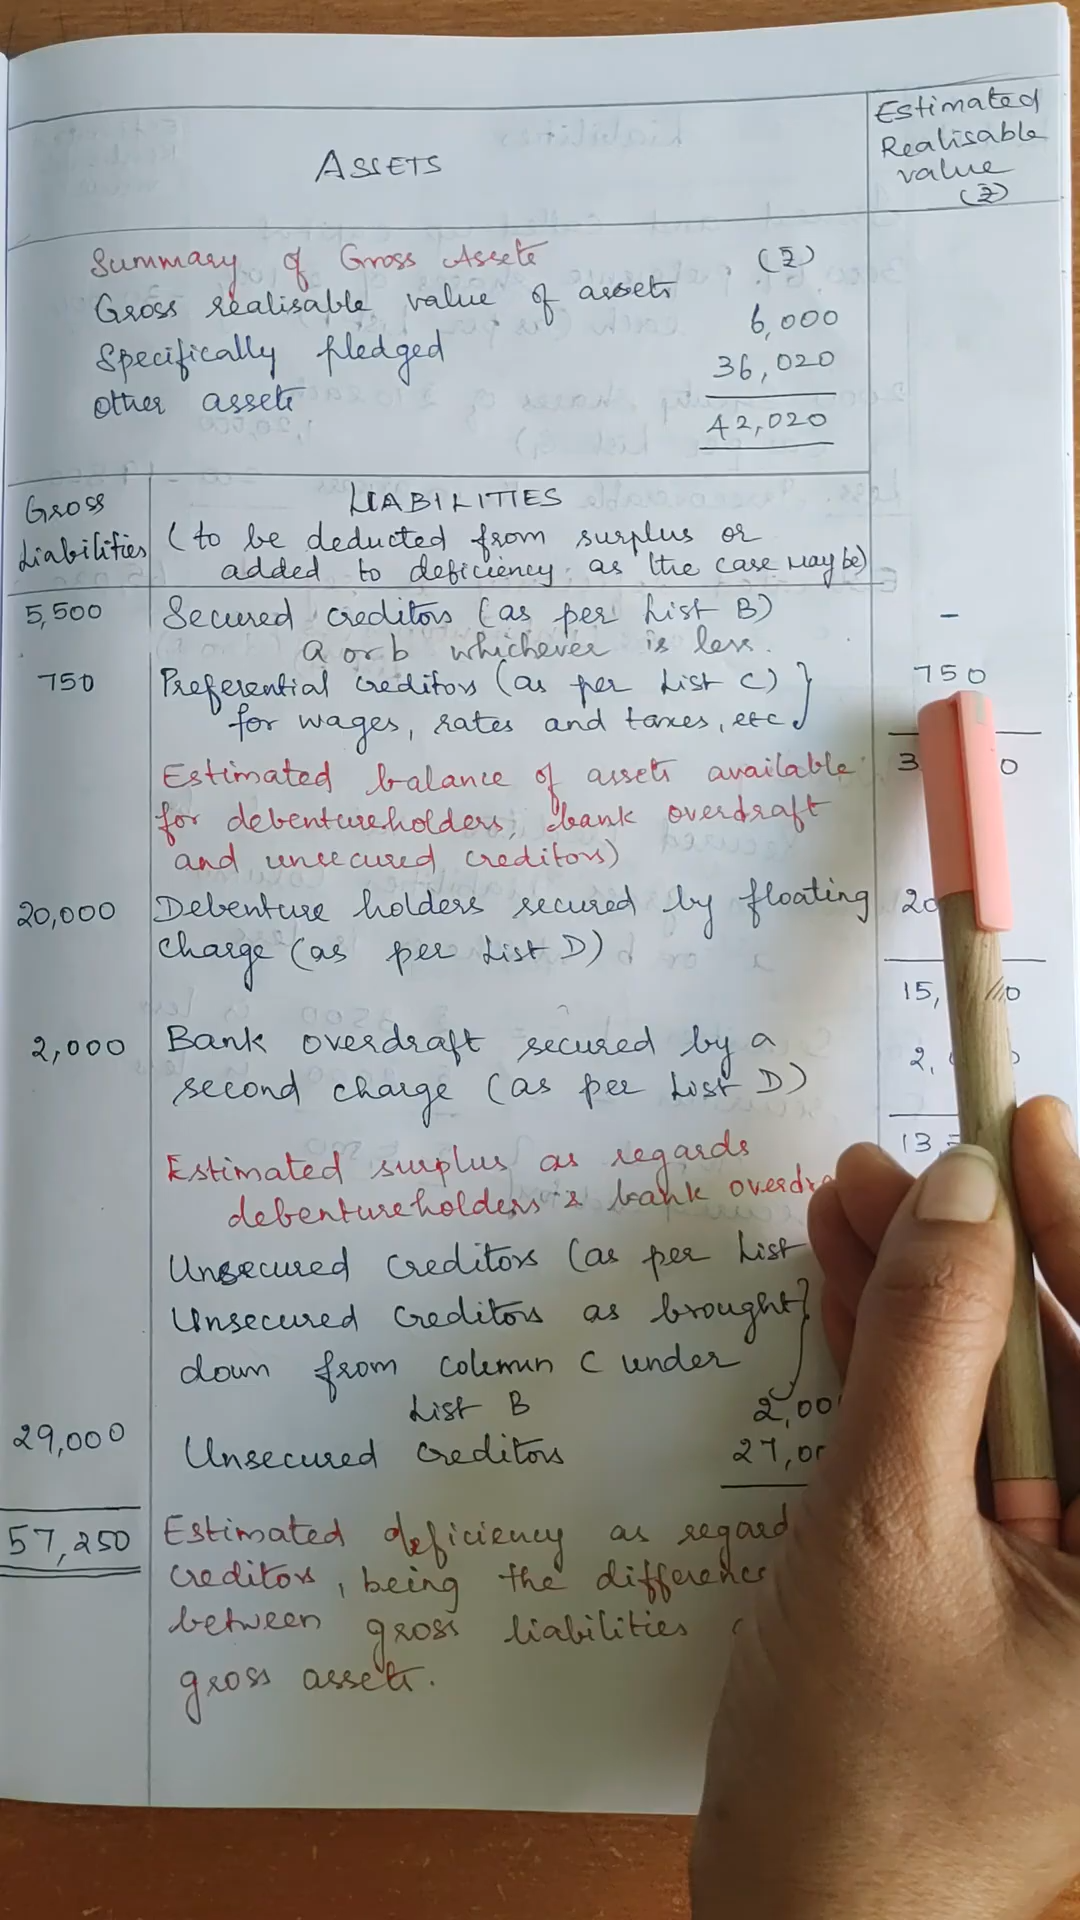 ASSETS
Estimated
Realisable
value
(₹)
Summary of Gross Assets (₹)
Gross realisable value of assets
Specifically pledged 6,000
other assets 36,020
42,020
Gross
Liabilities
LIABILITIES
(to be deducted from surplus or
added to deficiency as the case may be)
5,500 Secured creditors (as per List B) –
a or b whichever is less.
750 Preferential creditors (as per List C) 750
for wages, rates and taxes, etc
Estimated balance of assets available
for debentureholders, bank overdraft
and unsecured creditors)
20,000 Debenture holders secured by floating
charge (as per List D)
15,
2,000 Bank overdraft secured by a
second charge (as per List D)
Estimated surplus as regards
debentureholders & bank
Unsecured creditors (as per List
Unsecured creditors as brought
down from column C under
List B
29,000 Unsecured creditors
57,250 Estimated deficiency as
creditors, being the difference
between gross liabilities
gross assets.